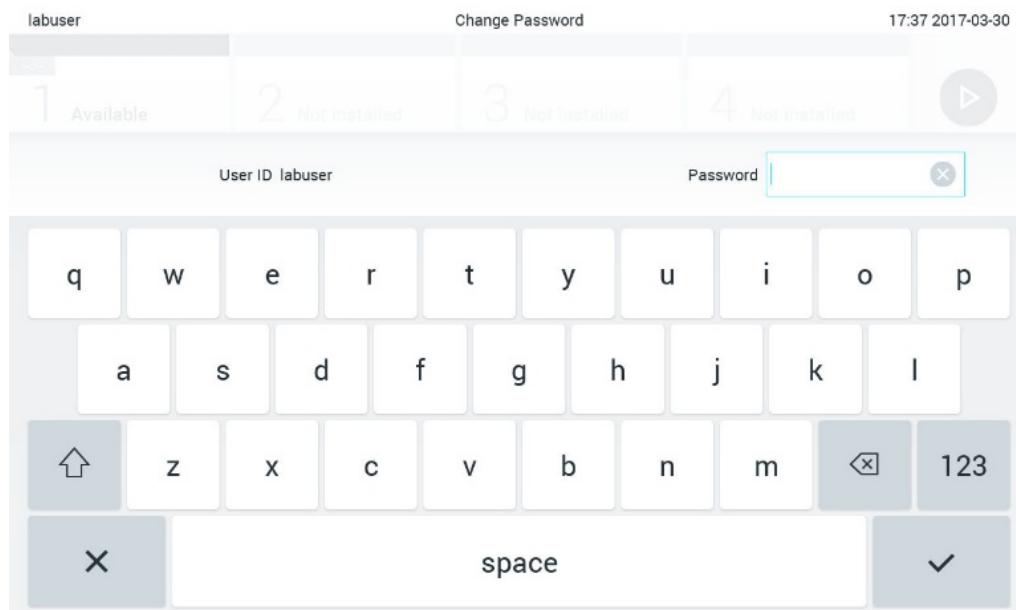 labuser Change Password 17:37 2017-03-30
1 Available 2 Not installed 3 Not installed 4 Not installed
User ID labuser Password
q w e r t y u i o p
a s d f g h j k l
z x c v b n m 123
space